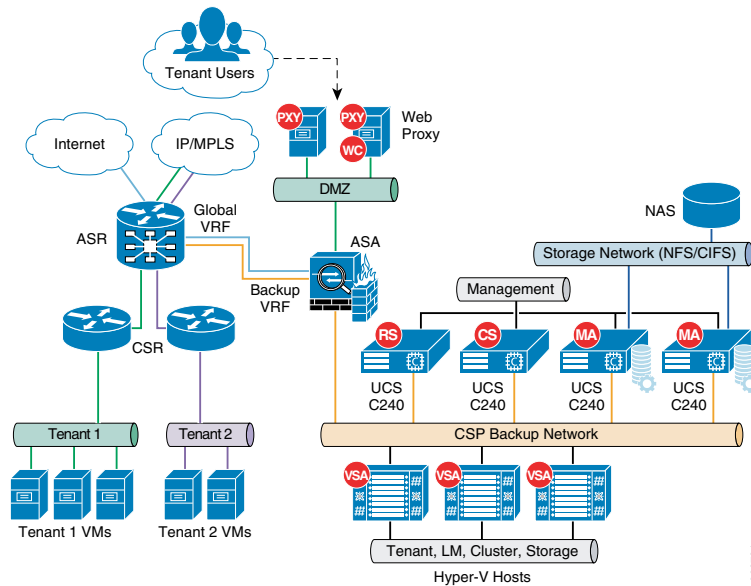 Tenant Users
PXY
PXY
WC
Web
Proxy
Internet
IP/MPLS
DMZ
NAS
ASR
Global
VRF
ASA
Storage Network (NFS/CIFS)
Backup
VRF
Management
CSR
RS
CS
MA
MA
UCS
C240
UCS
C240
UCS
C240
UCS
C240
Tenant 1
Tenant 2
CSP Backup Network
VSA
VSA
VSA
Tenant 1 VMs
Tenant 2 VMs
Tenant, LM, Cluster, Storage
Hyper-V Hosts